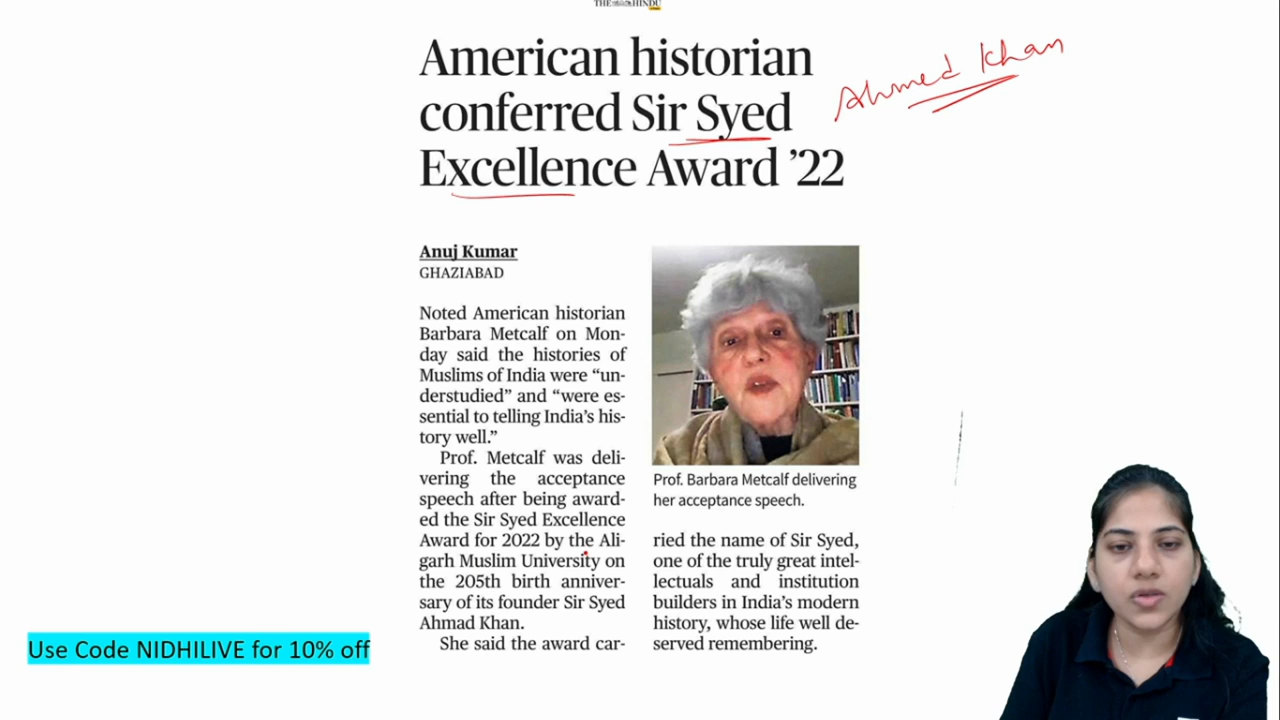 THE HINDU
American historian
conferred Sir Syed
Excellence Award ’22
Ahmed Khan
Anuj Kumar
GHAZIABAD
Noted American historian
Barbara Metcalf on Mon-
day said the histories of
Muslims of India were “un-
derstudied” and “were es-
sential to telling India’s his-
tory well.”
Prof. Metcalf was deli-
vering the acceptance
speech after being award-
ed the Sir Syed Excellence
Award for 2022 by the Ali-
garh Muslim University on
the 205th birth anniver-
sary of its founder Sir Syed
Ahmad Khan.
She said the award car-
Prof. Barbara Metcalf delivering
her acceptance speech.
ried the name of Sir Syed,
one of the truly great intel-
lectuals and institution
builders in India’s modern
history, whose life well de-
served remembering.
Use Code NIDHILIVE for 10% off